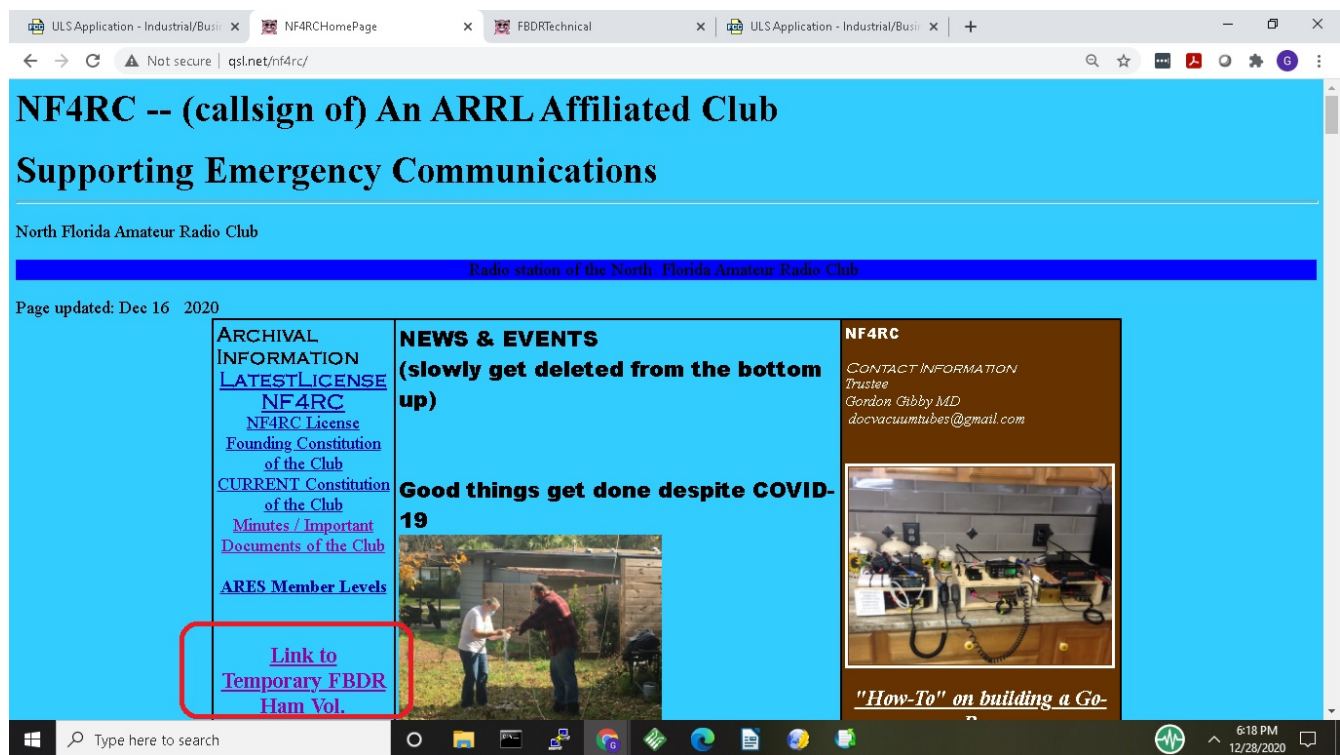 ULS Application - Industrial/Busin
NF4RCHomePage
FBDRTechnical
ULS Application - Industrial/Busin
Not secure | qsl.net/nf4rc/
G
NF4RC -- (callsign of) An ARRL Affiliated Club
Supporting Emergency Communications
North Florida Amateur Radio Club
Radio station of the North Florida Amateur Radio Club
Page updated: Dec 16 2020
ARCHIVAL
INFORMATION
LATESTLICENSE
NF4RC
NF4RC License
Founding Constitution
of the Club
CURRENT Constitution
of the Club
Minutes / Important
Documents of the Club
ARES Member Levels
Link to
Temporary FBDR
Ham Vol.
NEWS & EVENTS
(slowly get deleted from the bottom
up)
Good things get done despite COVID-
19
NF4RC
CONTACT INFORMATION
Trustee
Gordon Gibby MD
docvacuumtubes@gmail.com
"How-To" on building a Go-
Type here to search
6:18 PM
12/28/2020